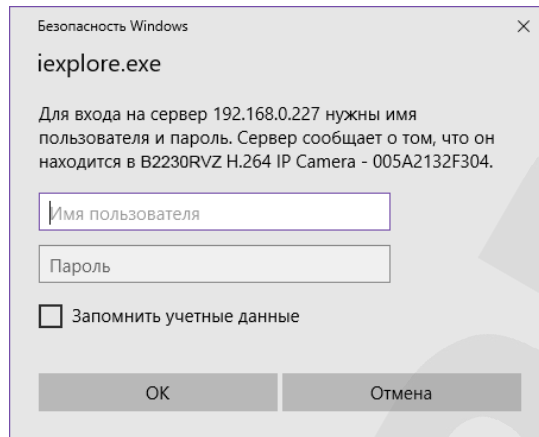 Безопасность Windows
iexplore.exe
Для входа на сервер 192.168.0.227 нужны имя
пользователя и пароль. Сервер сообщает о том, что он
находится в B2230RVZ H.264 IP Camera - 005A2132F304.
Имя пользователя
Пароль
Запомнить учетные данные
ОК
Отмена